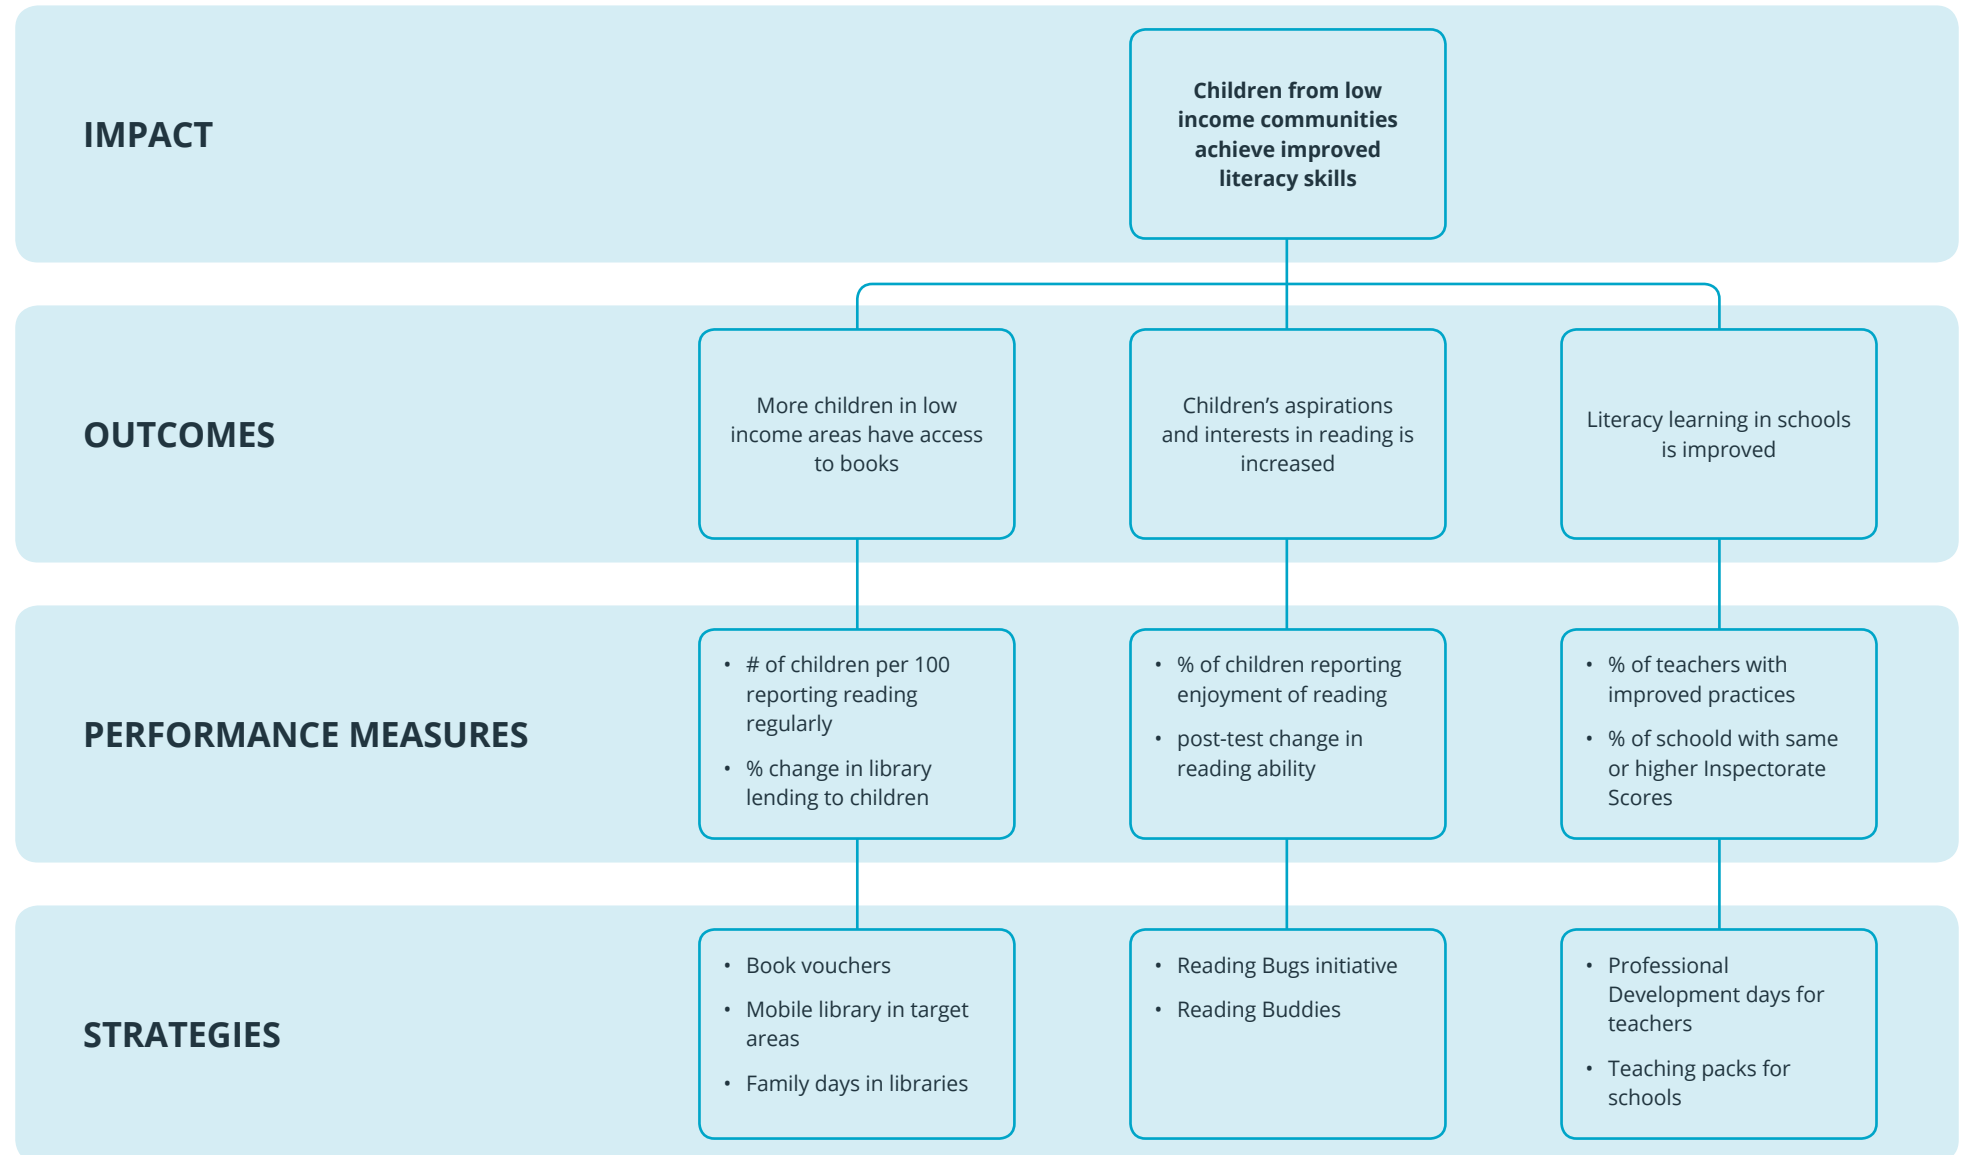 IMPACT
Children from low
income communities
achieve improved
literacy skills
OUTCOMES
More children in low
income areas have access
to books
Children’s aspirations
and interests in reading is
increased
Literacy learning in schools
is improved
PERFORMANCE MEASURES
• # of children per 100
reporting reading
regularly
• % change in library
lending to children
• % of children reporting
enjoyment of reading
• post-test change in
reading ability
• % of teachers with
improved practices
• % of schoold with same
or higher Inspectorate
Scores
STRATEGIES
• Book vouchers
• Mobile library in target
areas
• Family days in libraries
• Reading Bugs initiative
• Reading Buddies
• Professional
Development days for
teachers
• Teaching packs for
schools